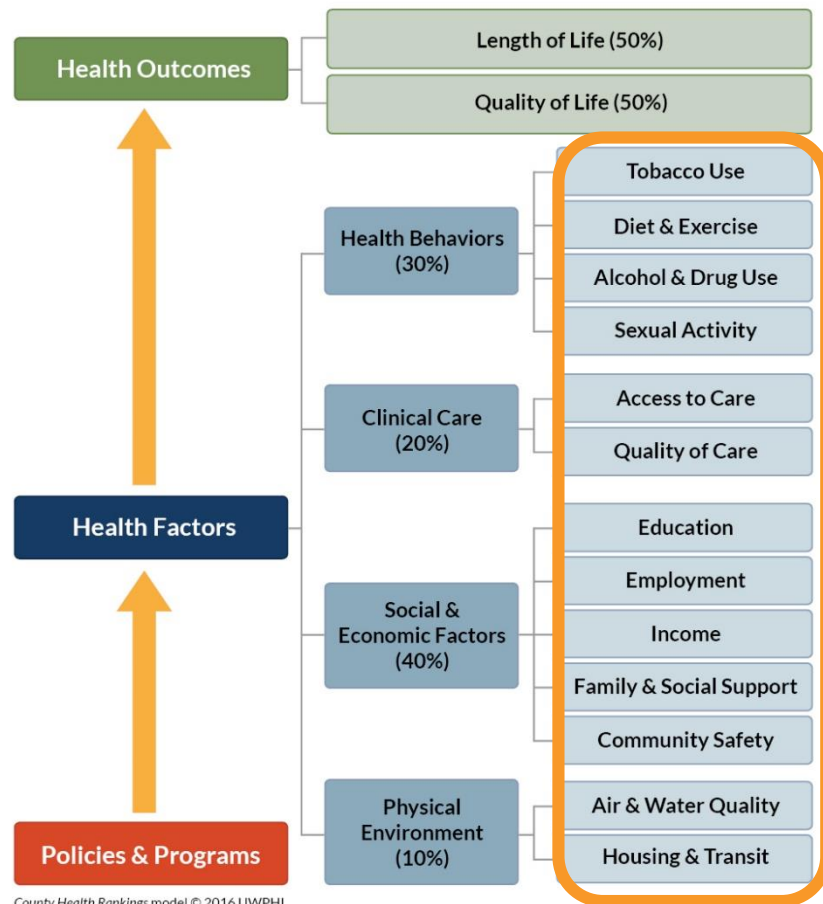 Health Outcomes
Length of Life (50%)
Quality of Life (50%)
Health Behaviors
(30%)
Tobacco Use
Diet & Exercise
Alcohol & Drug Use
Sexual Activity
Clinical Care
(20%)
Access to Care
Quality of Care
Health Factors
Social &
Economic Factors
(40%)
Education
Employment
Income
Family & Social Support
Community Safety
Physical
Environment
(10%)
Air & Water Quality
Housing & Transit
Policies & Programs
County Health Rankings model © 2016 UWPHI